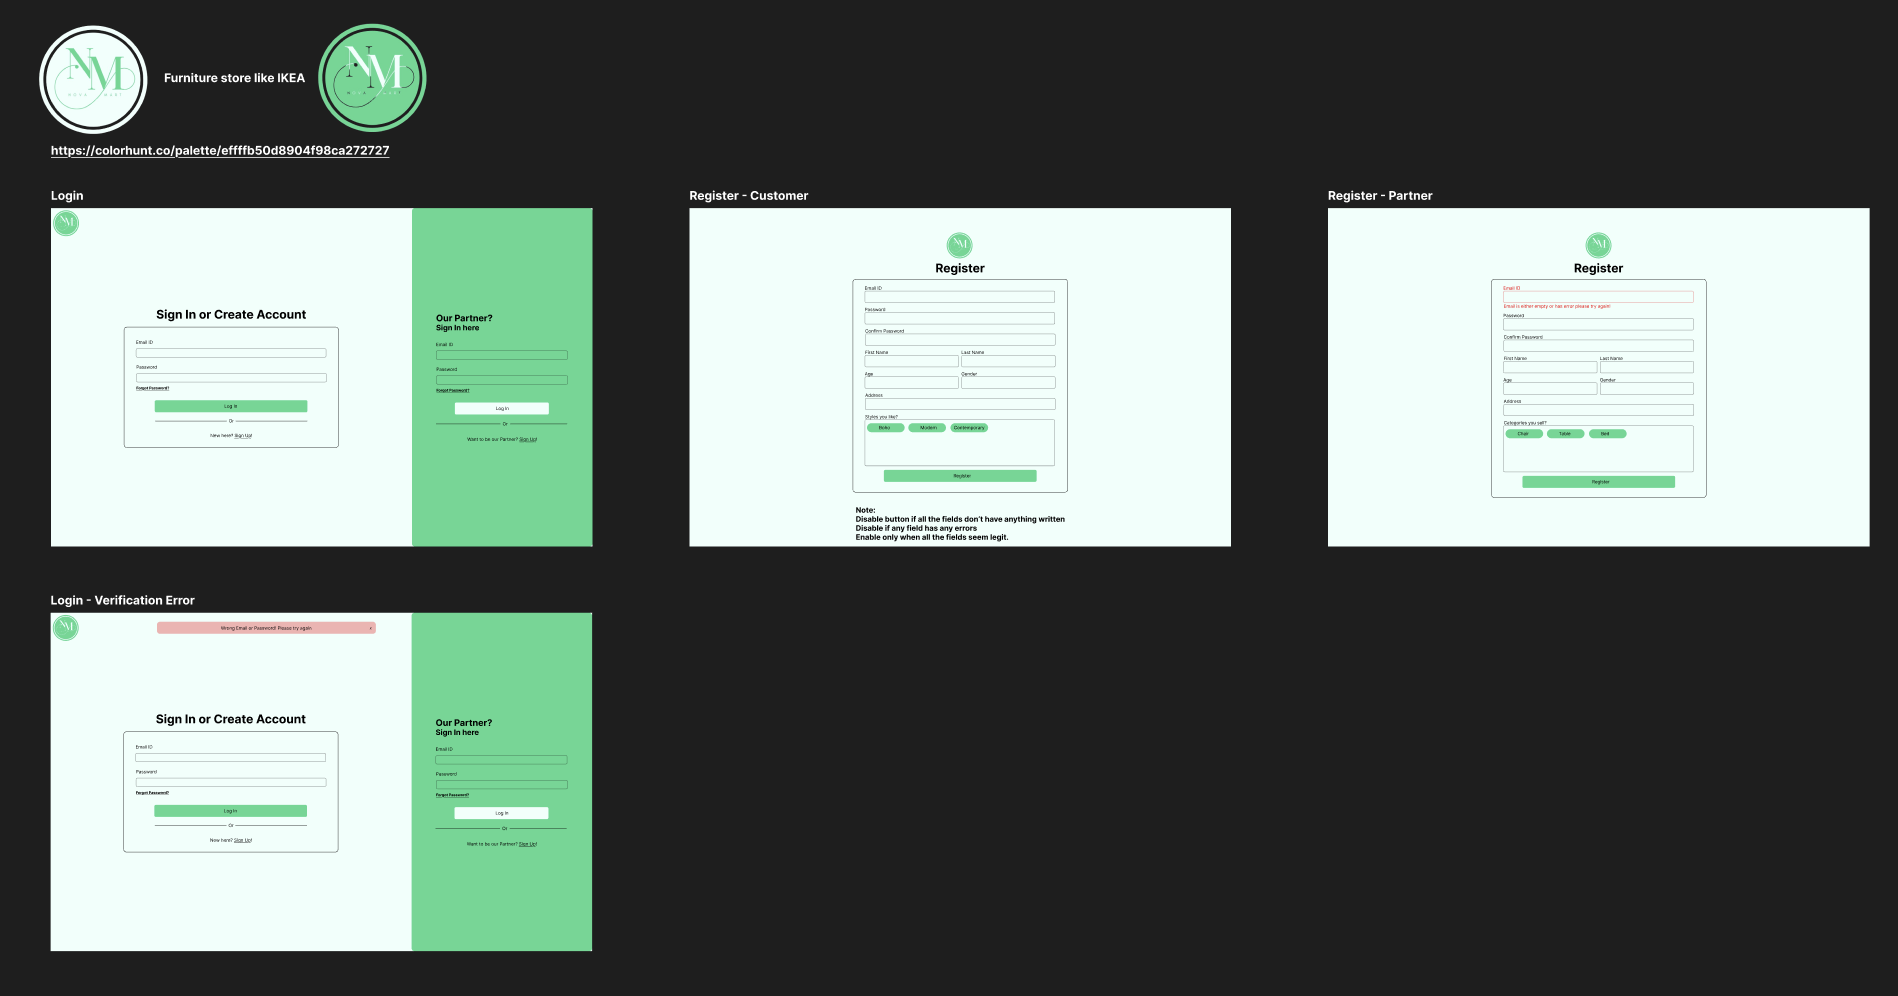 NM
NOVA MART
Furniture store like IKEA
NM
NOVA MART
https://colorhunt.co/palette/effffb50d8904f98ca272727
Login
NM
Sign In or Create Account
Email ID
Password
Forgot Password?
Log In
Or
New here? Sign Up!
Our Partner?
Sign In here
Email ID
Password
Forgot Password?
Log In
Or
Want to be our Partner? Sign Up!
Register - Customer
NM
Register
Email ID
Password
Confirm Password
First Name
Last Name
Age
Gender
Address
Styles you like?
Boho
Modern
Contemporary
Register
Note:
Disable button if all the fields don't have anything written
Disable if any field has any errors
Enable only when all the fields seem legit.
Register - Partner
NM
Register
Email ID
Email is either empty or has error please try again!
Password
Confirm Password
First Name
Last Name
Age
Gender
Address
Categories you sell?
Chair
Table
Bed
Register
Login - Verification Error
NM
Wrong Email or Password! Please try again
x
Sign In or Create Account
Email ID
Password
Forgot Password?
Log In
Or
New here? Sign Up!
Our Partner?
Sign In here
Email ID
Password
Forgot Password?
Log In
Or
Want to be our Partner? Sign Up!